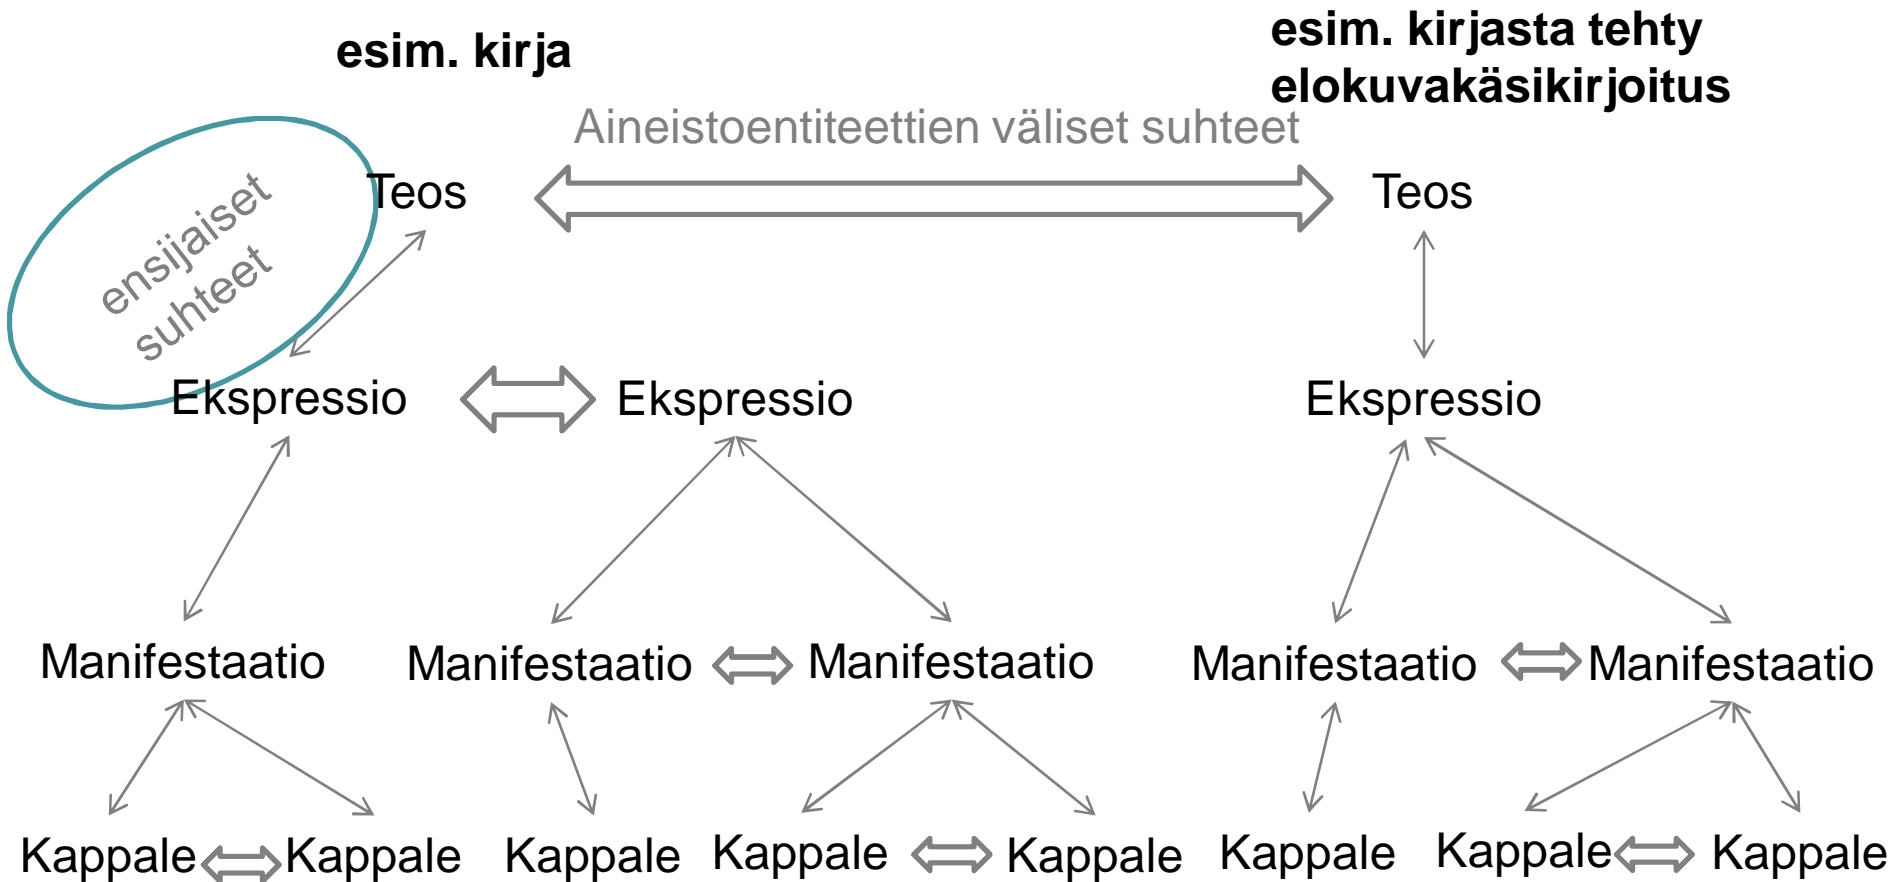 esim. kirja
esim. kirjasta tehty
elokuvakäsikirjoitus
Aineistoentiteettien väliset suhteet
ensijaiset
suhteet
Teos
Teos
Ekspressio
Ekspressio
Ekspressio
Manifestaatio
Manifestaatio
Manifestaatio
Manifestaatio
Manifestaatio
Kappale
Kappale
Kappale
Kappale
Kappale
Kappale
Kappale
Kappale